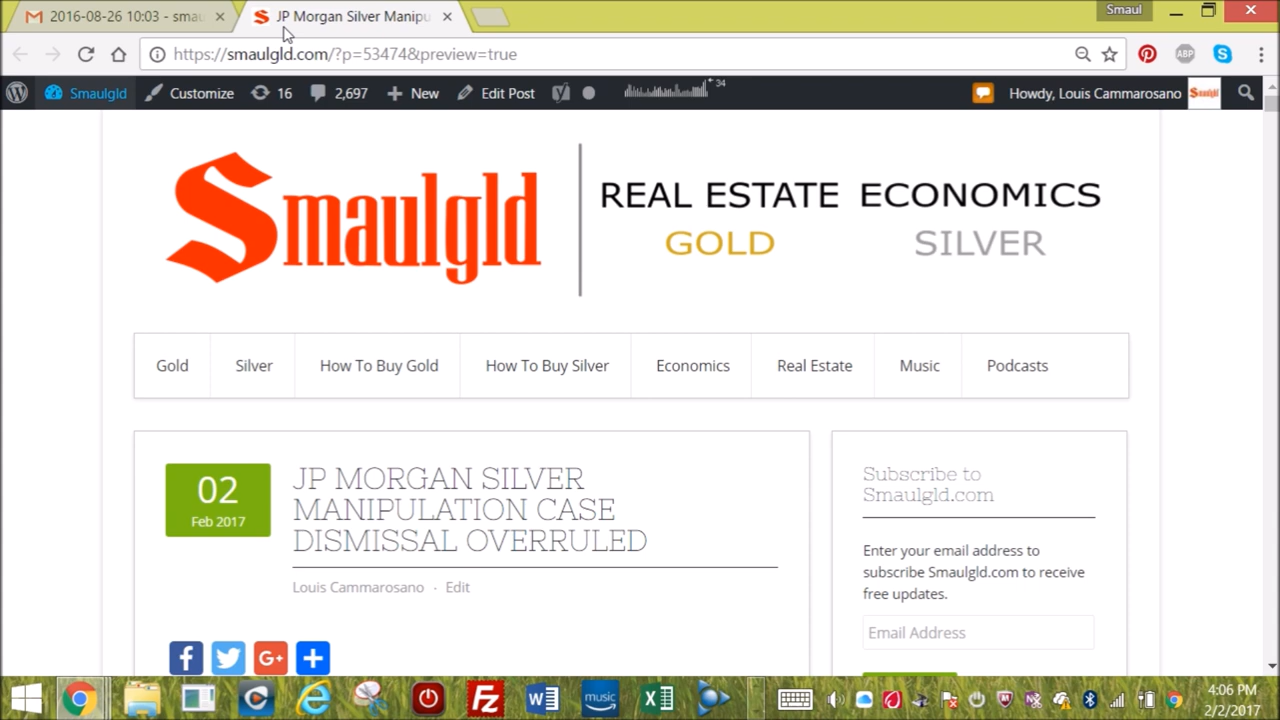 2016-08-26 10:03 - smau
JP Morgan Silver Manipu
Smaul
https://smaulgld.com/?p=53474&preview=true
ABP
Smaulgld
Customize
16
2,697
New
Edit Post
34
Howdy, Louis Cammarosano
Smaulgld
Smaulgld
REAL ESTATE ECONOMICS
GOLD SILVER
Gold
Silver
How To Buy Gold
How To Buy Silver
Economics
Real Estate
Music
Podcasts
02
Feb 2017
JP MORGAN SILVER
MANIPULATION CASE
DISMISSAL OVERRULED
Louis Cammarosano · Edit
Subscribe to
Smaulgld.com
Enter your email address to
subscribe Smaulgld.com to receive
free updates.
Email Address
G+
music
4:06 PM
2/2/2017